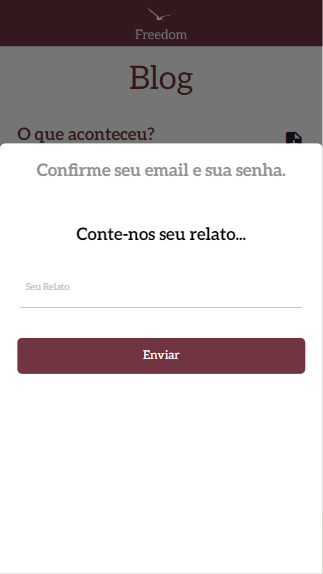 Freedom
Blog
O que aconteceu?
Confirme seu email e sua senha.
Conte-nos seu relato...
Seu Relato
Enviar